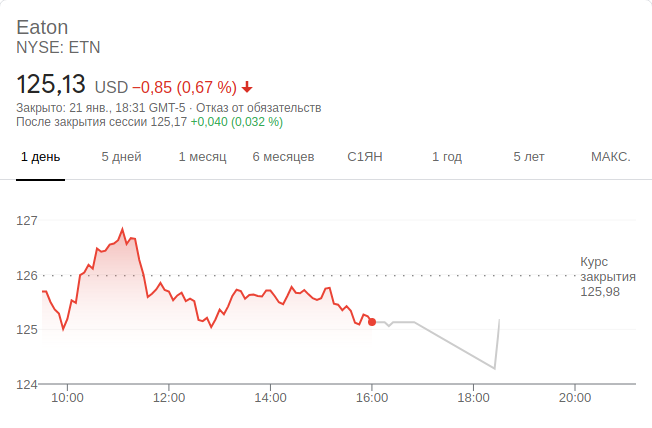 Eaton
NYSE: ETN
125,13 USD −0,85 (0,67 %)
Закрыто: 21 янв., 18:31 GMT-5 · Отказ от обязательств
После закрытия сессии 125,17 +0,040 (0,032 %)
1 день 5 дней 1 месяц 6 месяцев С1ЯН 1 год 5 лет МАКС.
127
126
125
124
Курс
закрытия
125,98
10:00 12:00 14:00 16:00 18:00 20:00